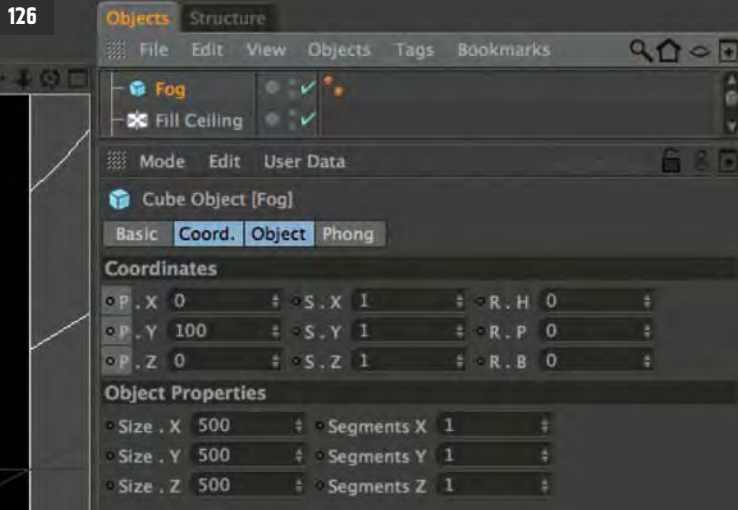 126
Objects Structure
File Edit View Objects Tags Bookmarks
Fog
Fill Ceiling
Mode Edit User Data
Cube Object [Fog]
Basic Coord. Object Phong
Coordinates
P . X 0 S . X 1 R . H 0
P . Y 100 S . Y 1 R . P 0
P . Z 0 S . Z 1 R . B 0
Object Properties
Size . X 500 Segments X 1
Size . Y 500 Segments Y 1
Size . Z 500 Segments Z 1